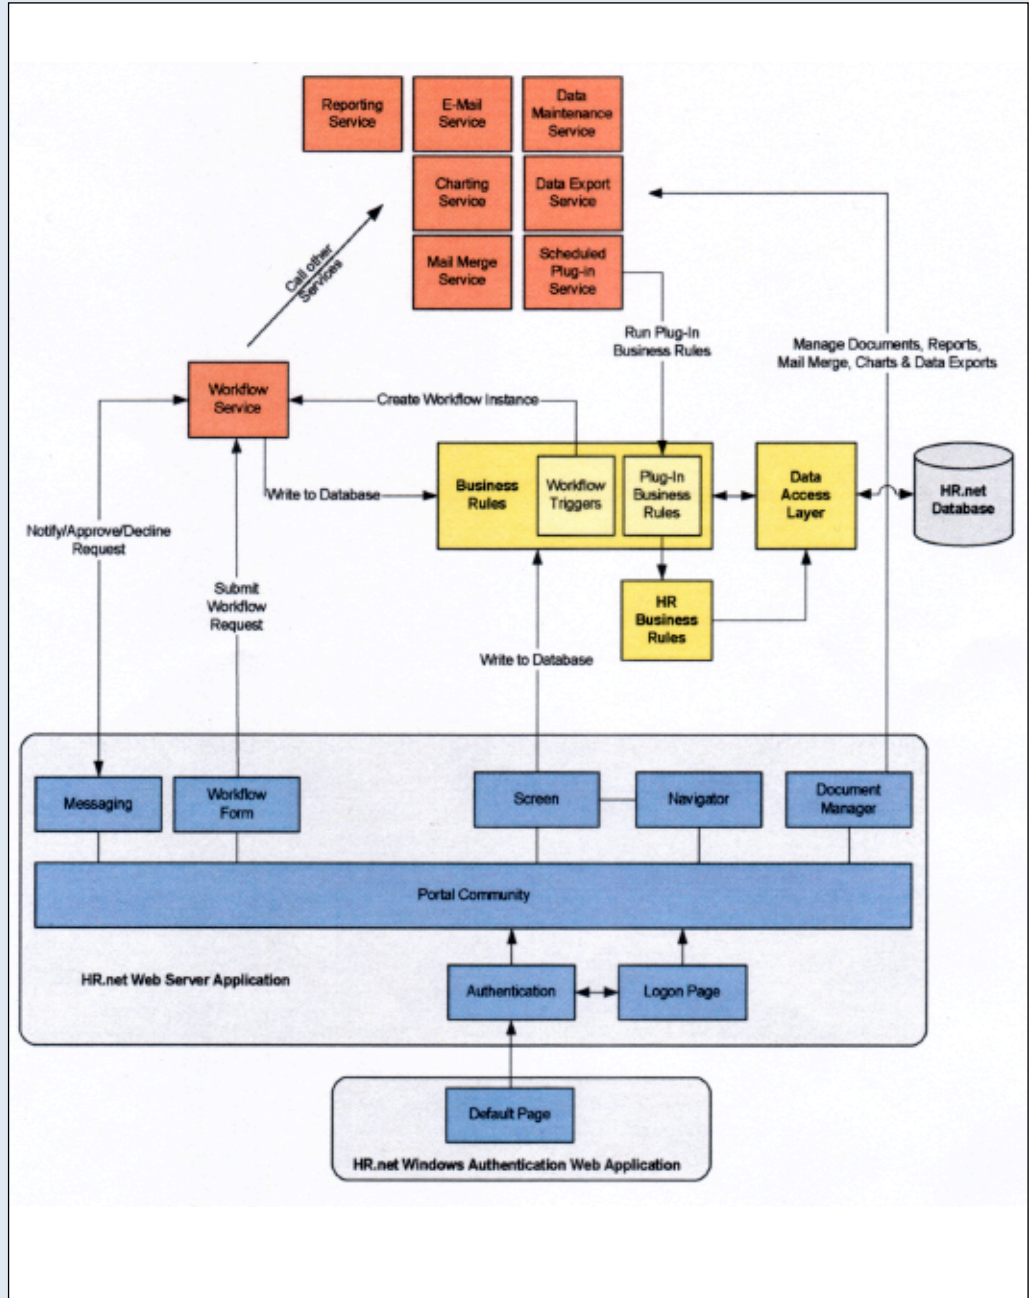 Reporting
Service
E-Mail
Service
Data
Maintenance
Service
Charting
Service
Data Export
Service
Mail Merge
Service
Scheduled
Plug-in
Service
Call other
Services
Run Plug-In
Business Rules
Manage Documents, Reports,
Mail Merge, Charts & Data Exports
Workflow
Service
Create Workflow Instance
Business
Rules
Workflow
Triggers
Plug-In
Business
Rules
Data
Access
Layer
HR.net
Database
Write to Database
Notify/Approve/Decline
Request
Submit
Workflow
Request
HR
Business
Rules
Write to Database
Messaging
Workflow
Form
Screen
Navigator
Document
Manager
Portal Community
HR.net Web Server Application
Authentication
Logon Page
Default Page
HR.net Windows Authentication Web Application